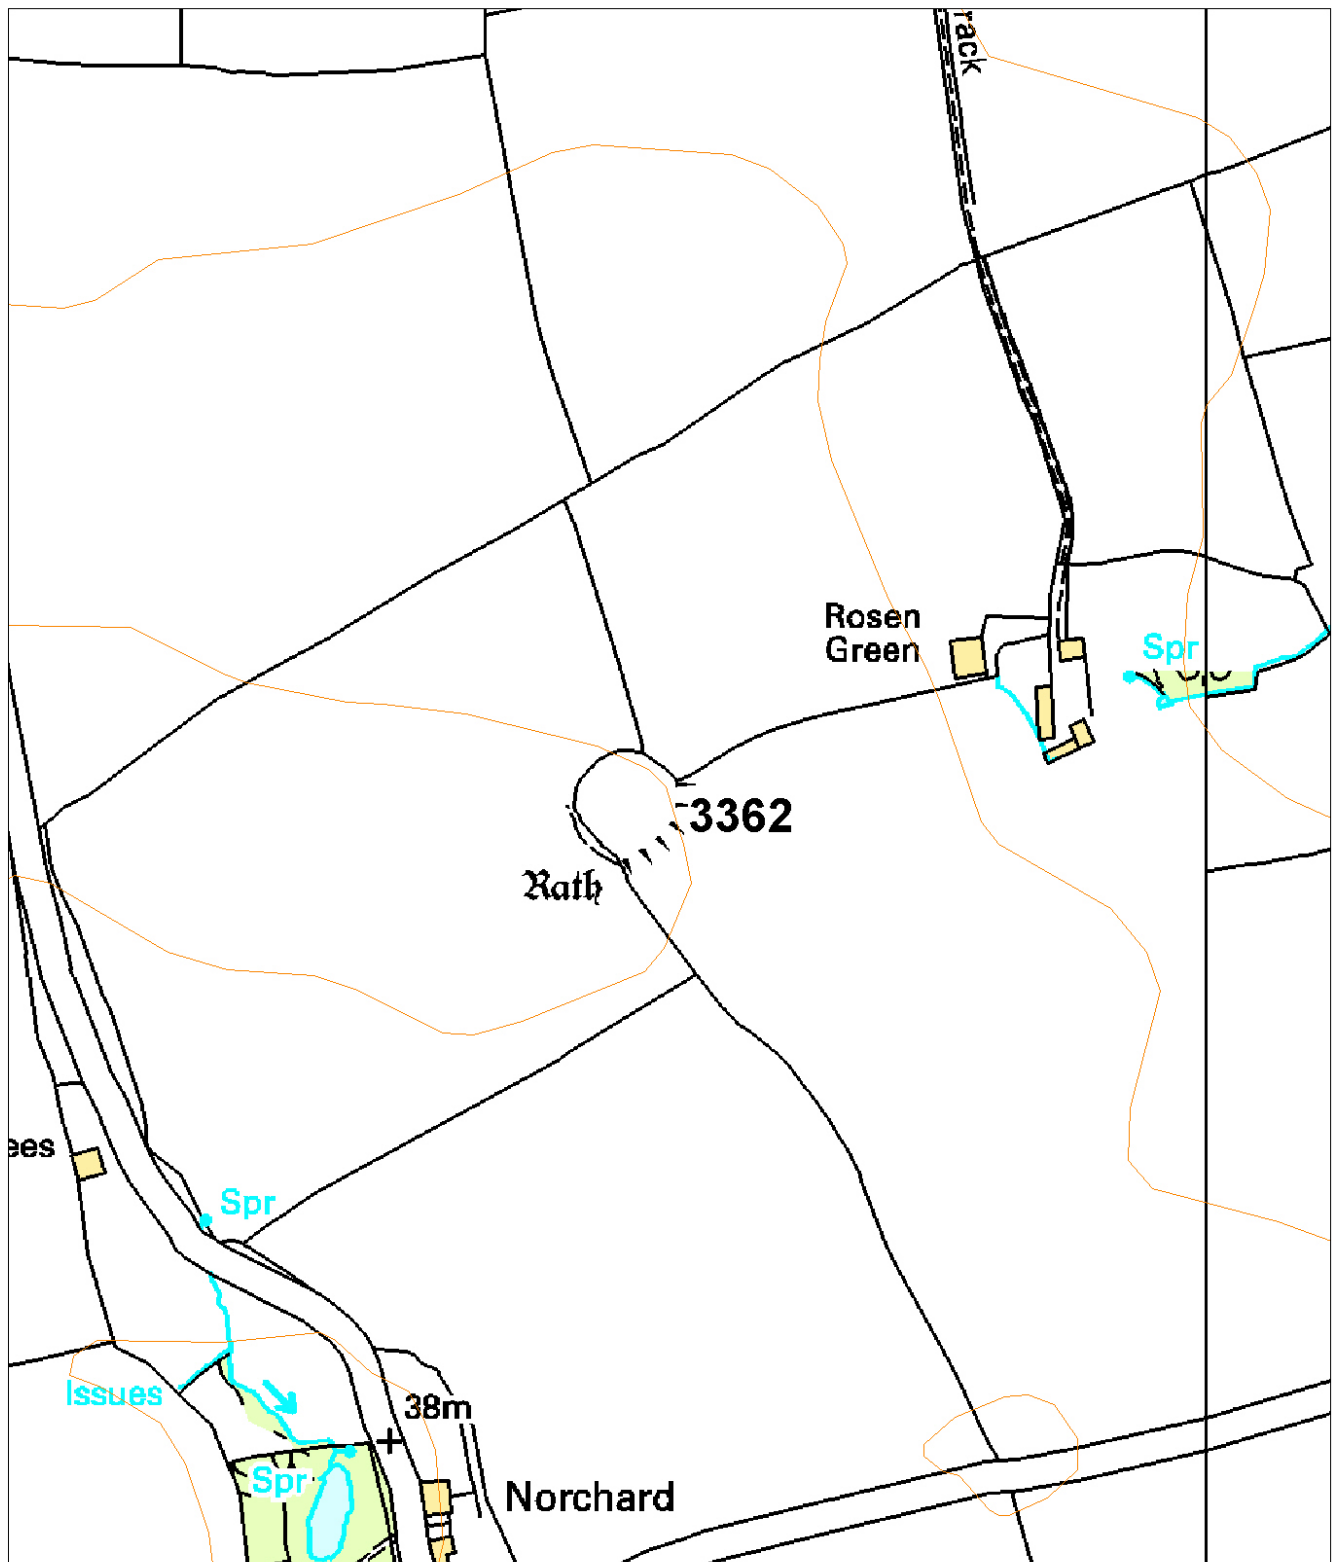 rack
Rosen
Green
Spr
3362
Rath
ees
Spr
Issues
38m
Spr
Norchard